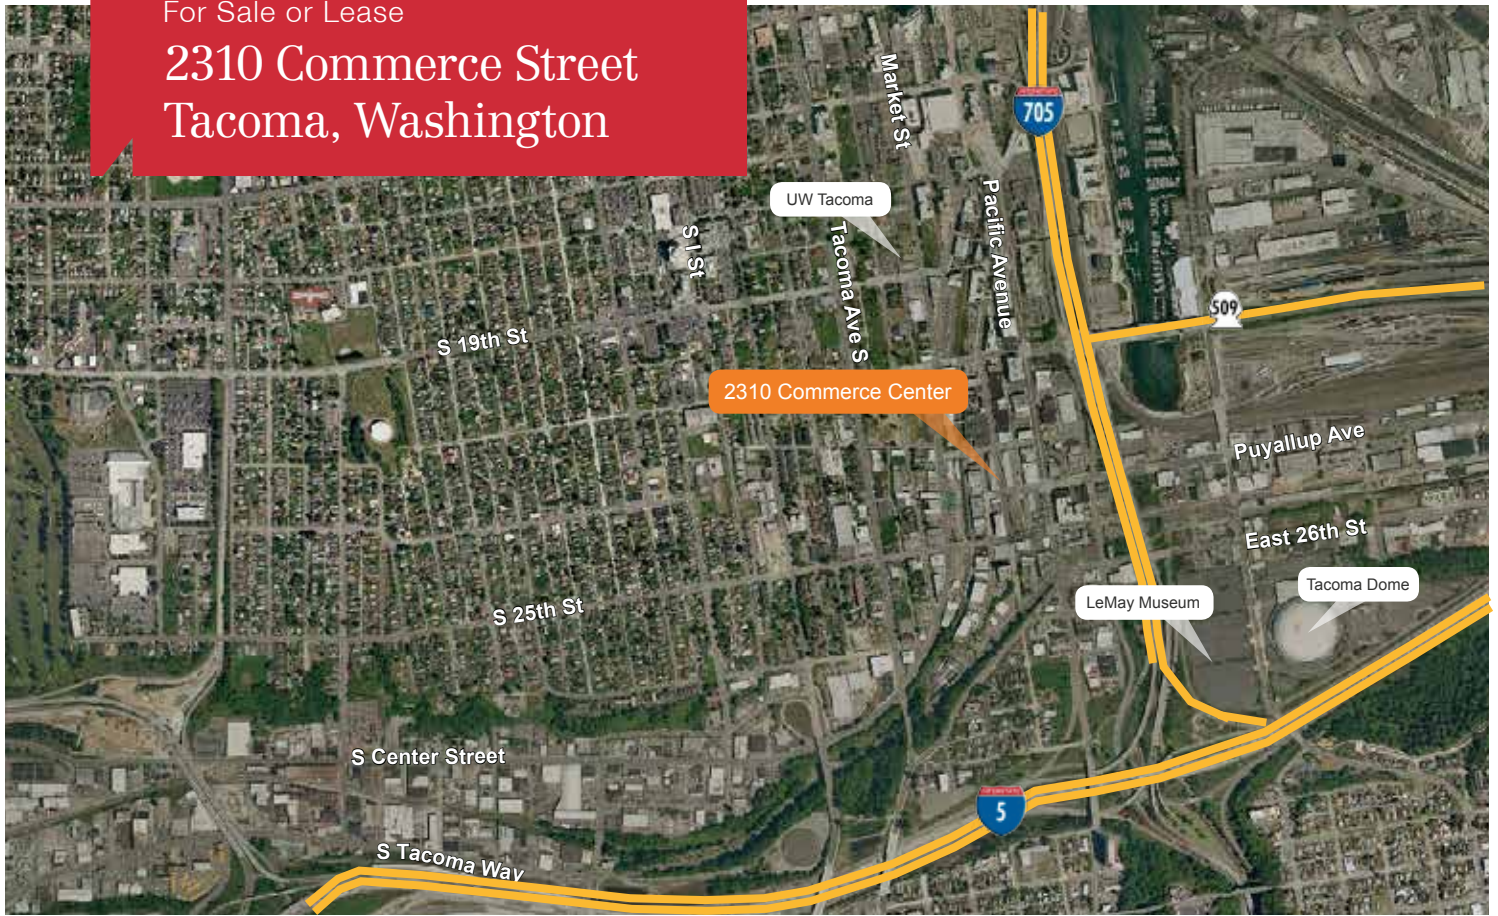 For Sale or Lease
2310 Commerce Street
Tacoma, Washington
Market St
705
UW Tacoma
Pacific Avenue
S I St
Tacoma Ave S
509
S 19th St
2310 Commerce Center
Puyallup Ave
East 26th St
Tacoma Dome
LeMay Museum
S 25th St
S Center Street
5
S Tacoma Way